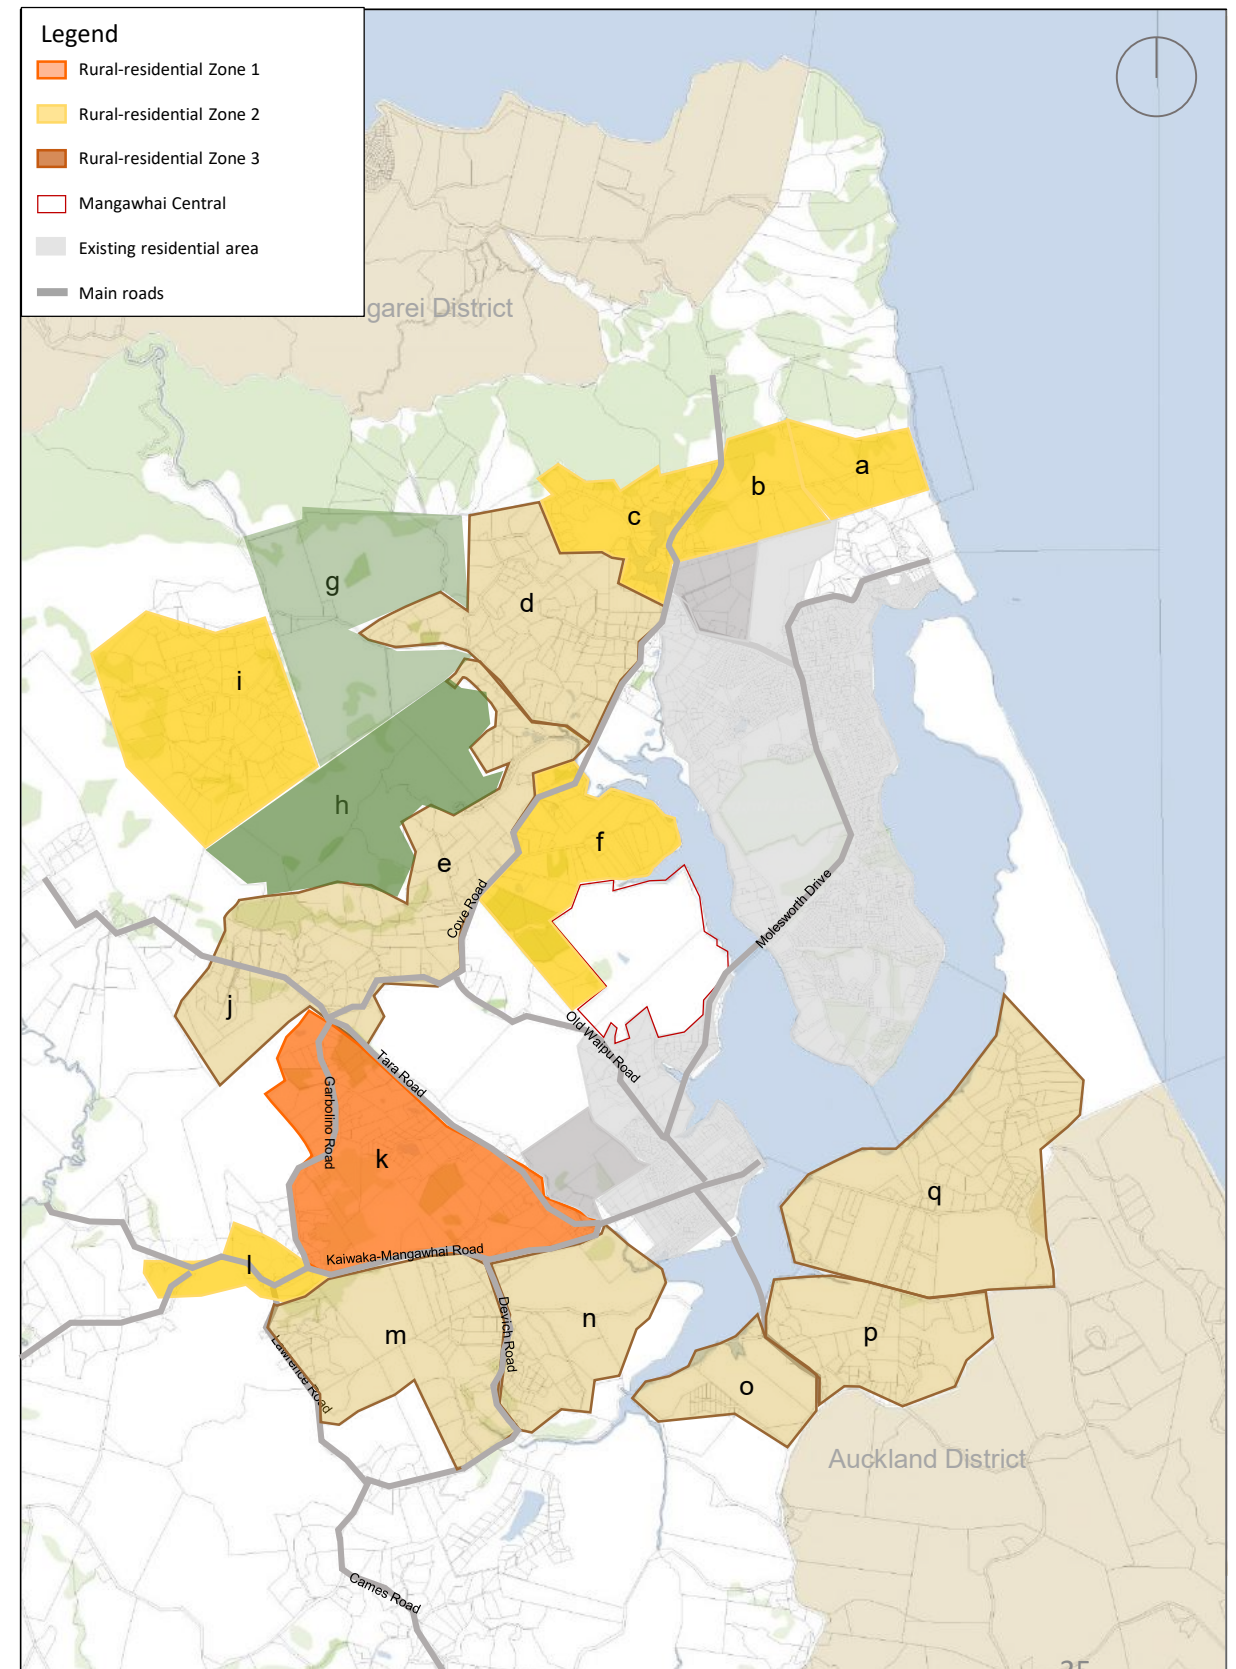 Legend
Rural-residential Zone 1
Rural-residential Zone 2
Rural-residential Zone 3
Mangawhai Central
Existing residential area
Main roads
garei District
a
b
c
d
g
i
h
f
e
Cove Road
Molesworth Drive
j
Old Waipu Road
Tara Road
Garbolino Road
k
q
Kaiwaka-Mangawhai Road
l
m
Devich Road
n
p
Lawrence Road
o
Auckland District
Cames Road